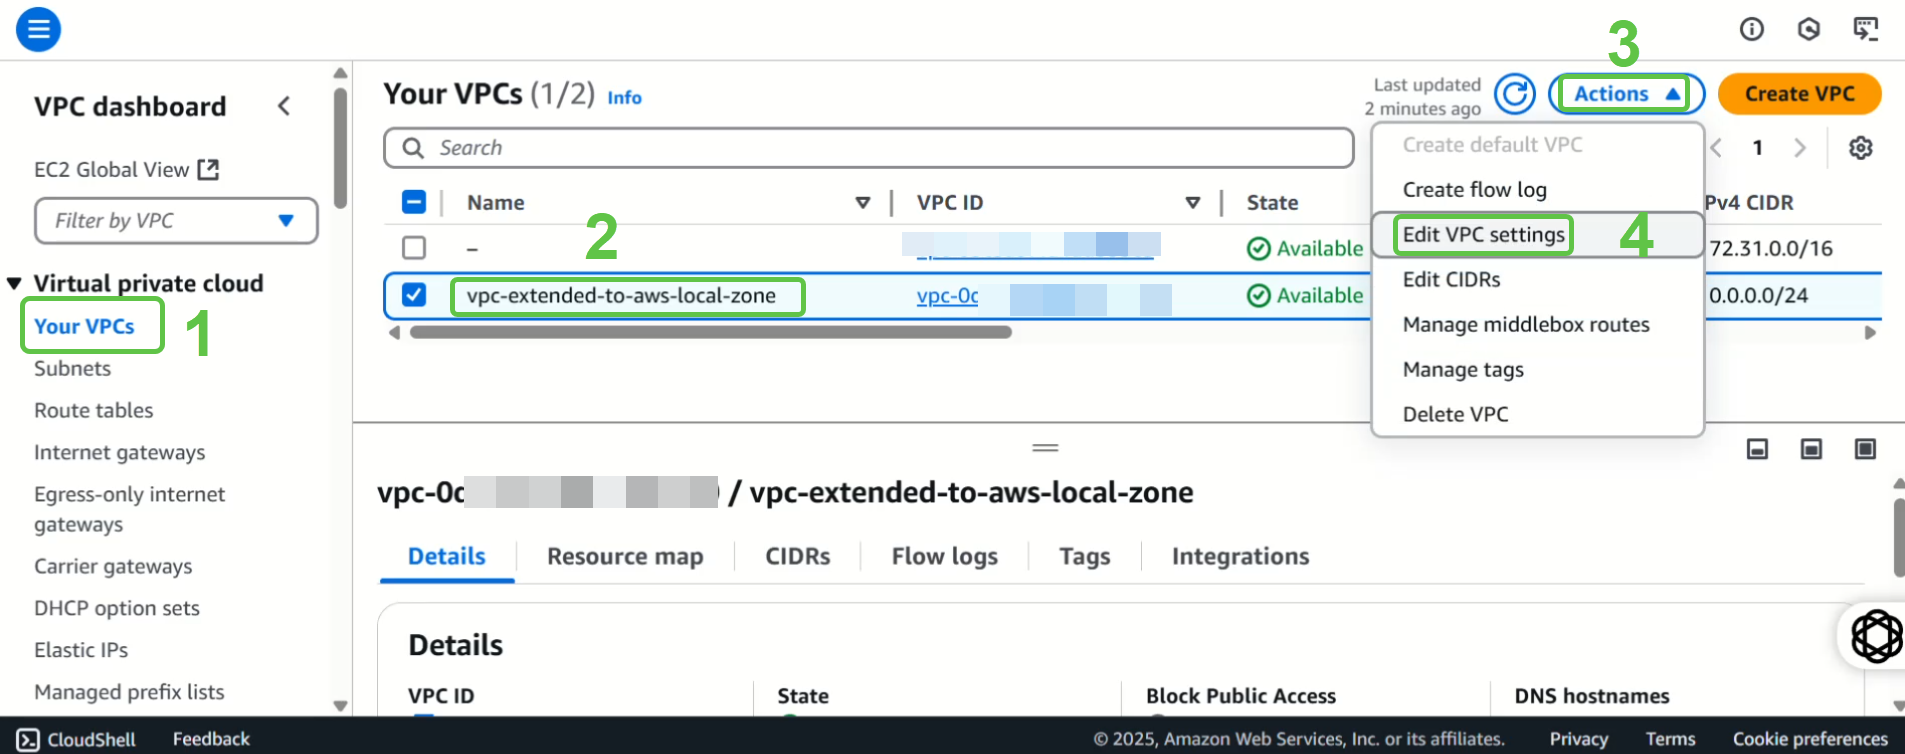 3
VPC dashboard
EC2 Global View
Filter by VPC
Virtual private cloud
Your VPCs
1
Subnets
Route tables
Internet gateways
Egress-only internet
gateways
Carrier gateways
DHCP option sets
Elastic IPs
Managed prefix lists
Your VPCs (1/2) Info
Last updated
2 minutes ago
Actions
Create VPC
Search
1
Name
VPC ID
State
Pv4 CIDR
–
2
Available
72.31.0.0/16
vpc-extended-to-aws-local-zone
vpc-0
Available
0.0.0.0/24
Create default VPC
Create flow log
Edit VPC settings
4
Edit CIDRs
Manage middlebox routes
Manage tags
Delete VPC
vpc-0 / vpc-extended-to-aws-local-zone
Details
Resource map
CIDRs
Flow logs
Tags
Integrations
Details
VPC ID
State
Block Public Access
DNS hostnames
CloudShell
Feedback
© 2025, Amazon Web Services, Inc. or its affiliates.
Privacy
Terms
Cookie preferences